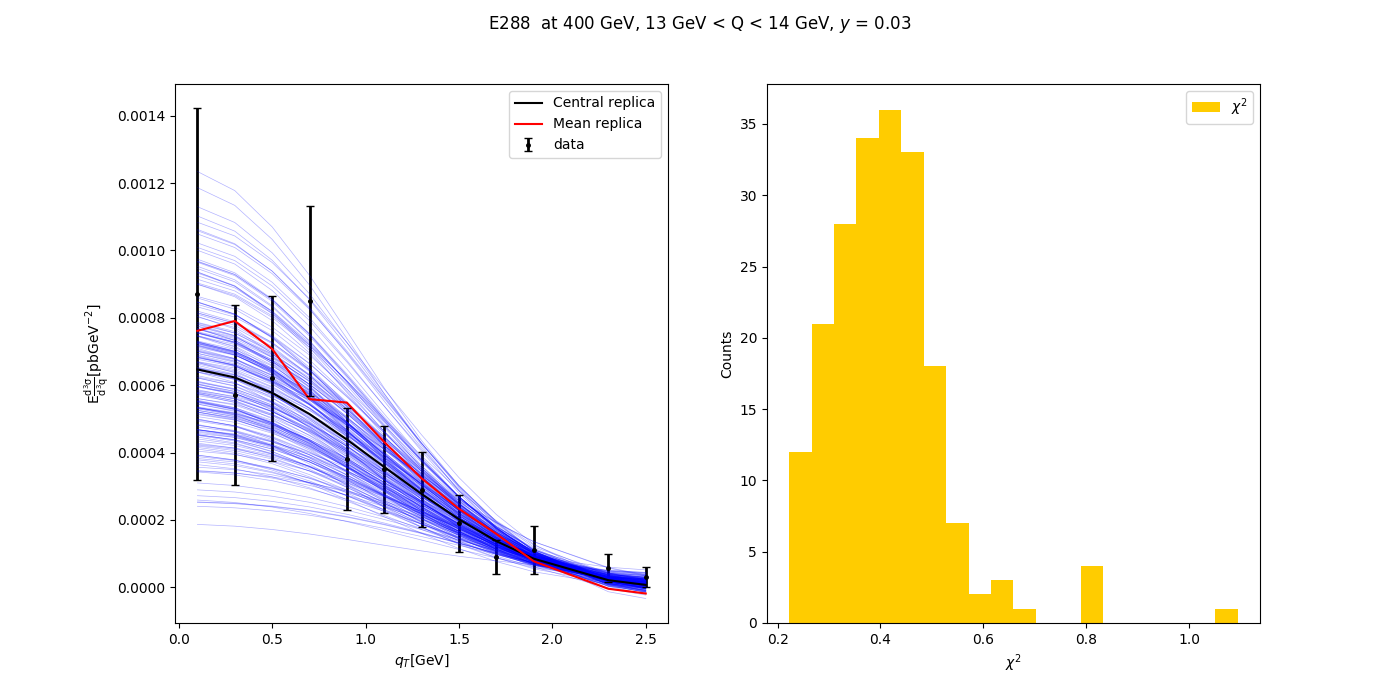 E288  at 400 GeV, 13 GeV < Q < 14 GeV, y = 0.03
Central replica
Mean replica
data
0.0014
0.0012
0.0010
0.0008
0.0006
0.0004
0.0002
0.0000
E d³σ/d³q [pbGeV⁻²]
0.0 0.5 1.0 1.5 2.0 2.5
q_T[GeV]
χ²
35
30
25
20
15
10
5
0
Counts
0.2 0.4 0.6 0.8 1.0
χ²